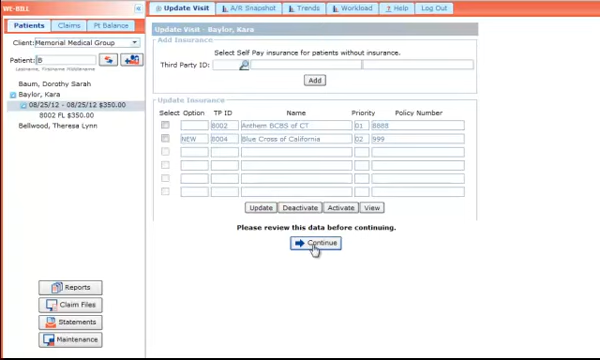 WE-BILL
Patients Claims Pt Balance
Client: Memorial Medical Group
Patient: B
Lastname, Firstname Middlename
Baum, Dorothy Sarah
Baylor, Kara
08/25/12 - 08/25/12 $350.00
8002 FL $350.00
Bellwood, Theresa Lynn
Reports
Claim Files
Statements
Maintenance
Update Visit A/R Snapshot Trends Workload Help Log Out
Update Visit - Baylor, Kara
Add Insurance
Select Self Pay insurance for patients without insurance.
Third Party ID:
Add
Update Insurance
Select Option TP ID Name Priority Policy Number
8002 Anthem BCBS of CT 01 8888
NEW 8004 Blue Cross of California 02 999
Update Deactivate Activate View
Please review this data before continuing.
Continue